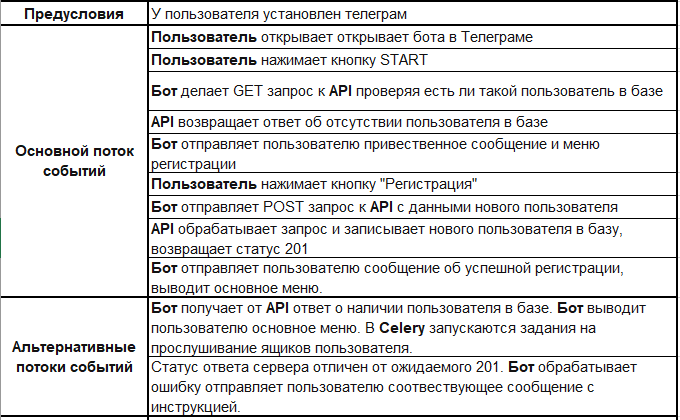 Предусловия
У пользователя установлен телеграм
Основной поток
событий
Пользователь открывает открывает бота в Телеграме
Пользователь нажимает кнопку START
Бот делает GET запрос к API проверяя есть ли такой пользователь в базе
API возвращает ответ об отсутствии пользователя в базе
Бот отправляет пользователю привественное сообщение и меню
регистрации
Пользователь нажимает кнопку "Регистрация"
Бот отправляет POST запрос к API с данными нового пользователя
API обрабатывает запрос и записывает нового пользователя в базу,
возвращает статус 201
Бот отправляет пользователю сообщение об успешной регистрации,
выводит основное меню.
Альтернативные
потоки событий
Бот получает от API ответ о наличии пользователя в базе. Бот выводит
пользователю основное меню. В Celery запускаются задания на
прослушивание ящиков пользователя.
Статус ответа сервера отличен от ожидаемого 201. Бот обрабатывает
ошибку отправляет пользователю соотвествующее сообщение с
инструкцией.